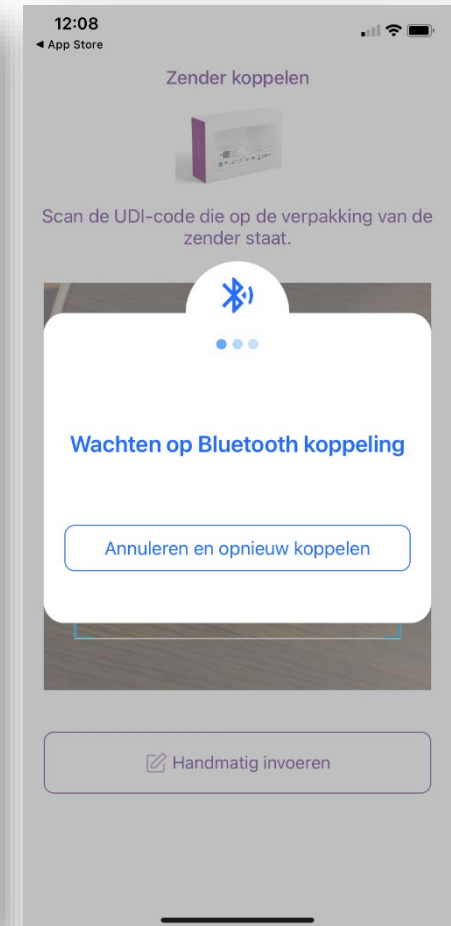 12:08
◀ App Store
Zender koppelen
Scan de UDI-code die op de verpakking van de
zender staat.
Wachten op Bluetooth koppeling
Annuleren en opnieuw koppelen
Handmatig invoeren